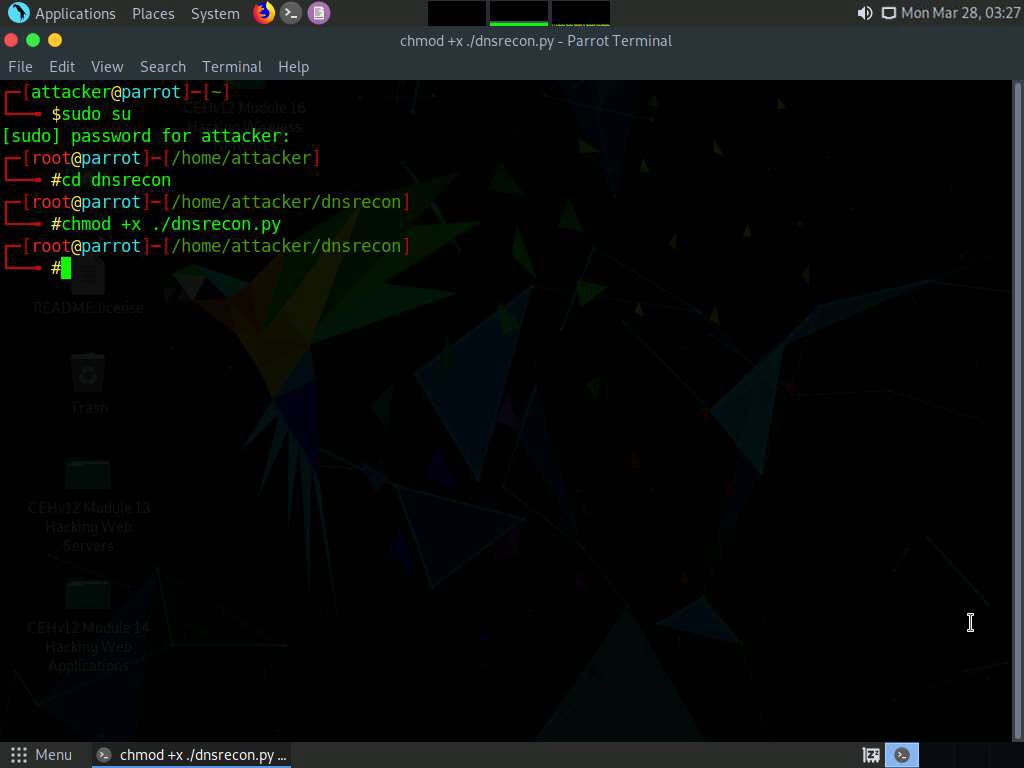 Applications Places System Mon Mar 28, 03:27
chmod +x ./dnsrecon.py - Parrot Terminal
File Edit View Search Terminal Help
[attacker@parrot]-[~]
$sudo su
[sudo] password for attacker:
[root@parrot]-[/home/attacker]
#cd dnsrecon
[root@parrot]-[/home/attacker/dnsrecon]
#chmod +x ./dnsrecon.py
[root@parrot]-[/home/attacker/dnsrecon]
#
CEHv12 Module 16
Hacking Wireless
README.license
Trash
CEHv12 Module 13
Hacking Web
Servers
CEHv12 Module 14
Hacking Web
Applications
Menu chmod +x ./dnsrecon.py ...